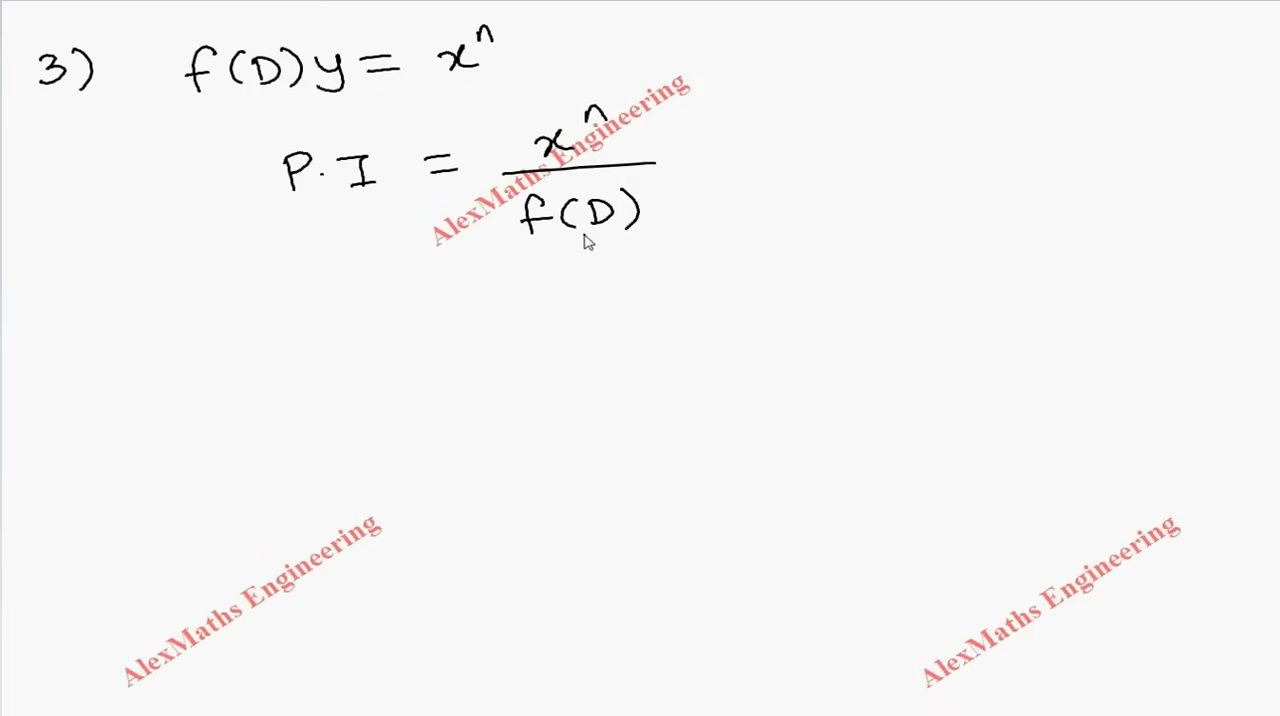 3) f(D)y = x^n
P.I = x^n / f(D)
AlexMaths Engineering
AlexMaths Engineering
AlexMaths Engineering